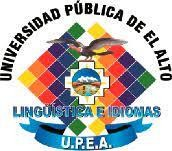 UNIVERSIDAD PÚBLICA DE EL ALTO
LINGÜÍSTICA E IDIOMAS
U.P.E.A.